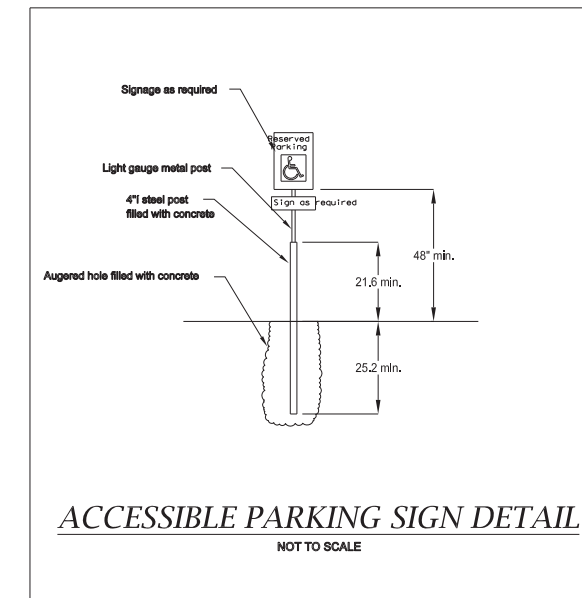 Signage as required
Reserved
Parking
Light gauge metal post
Sign as required
4"I steel post
filled with concrete
48" min.
Augered hole filled with concrete
21.6 min.
25.2 min.
ACCESSIBLE PARKING SIGN DETAIL
NOT TO SCALE